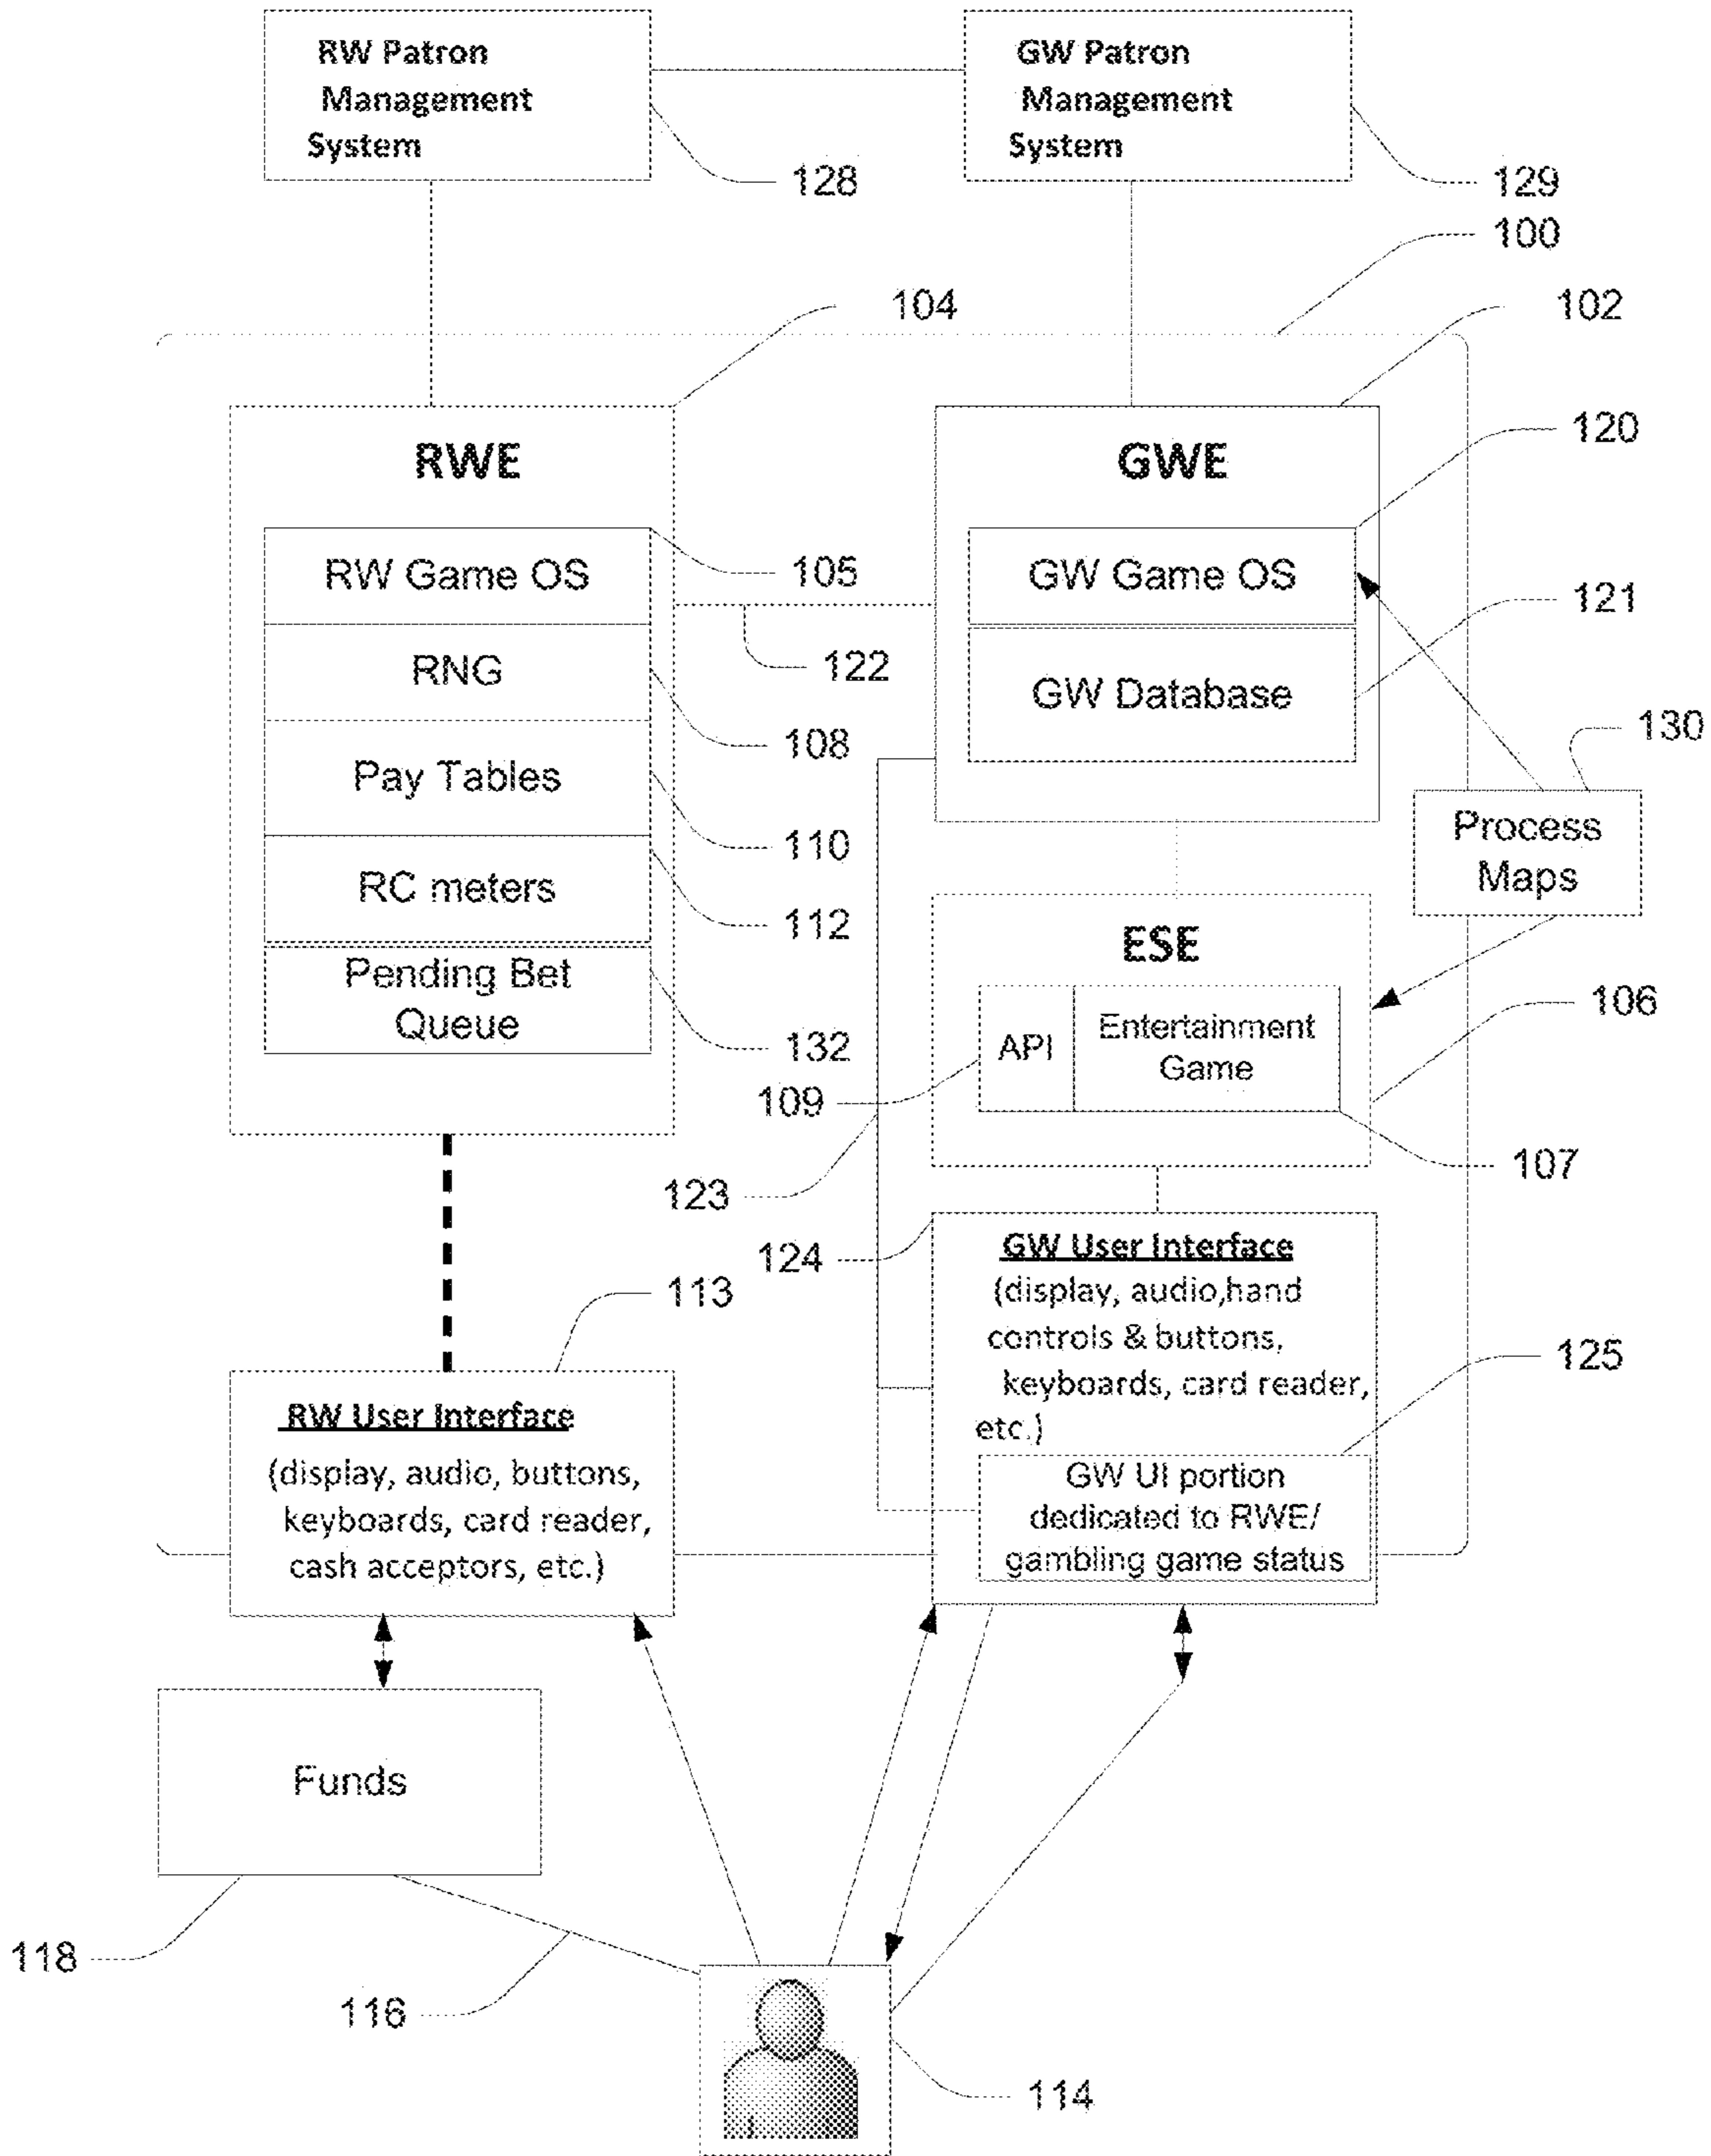 RW Patron
Management
System
128
GW Patron
Management
System
129
100
104
102
RWE
RW Game OS
105
RNG
108
Pay Tables
110
RC meters
112
Pending Bet
Queue
132
122
GWE
GW Game OS
120
GW Database
121
130
Process
Maps
ESE
API
Entertainment
Game
106
109
107
123
124
GW User Interface
(display, audio,hand
controls & buttons,
keyboards, card reader,
etc.)
125
GW UI portion
dedicated to RWE/
gambling game status
113
RW User Interface
(display, audio, buttons,
keyboards, card reader,
cash acceptors, etc.)
Funds
118
116
114